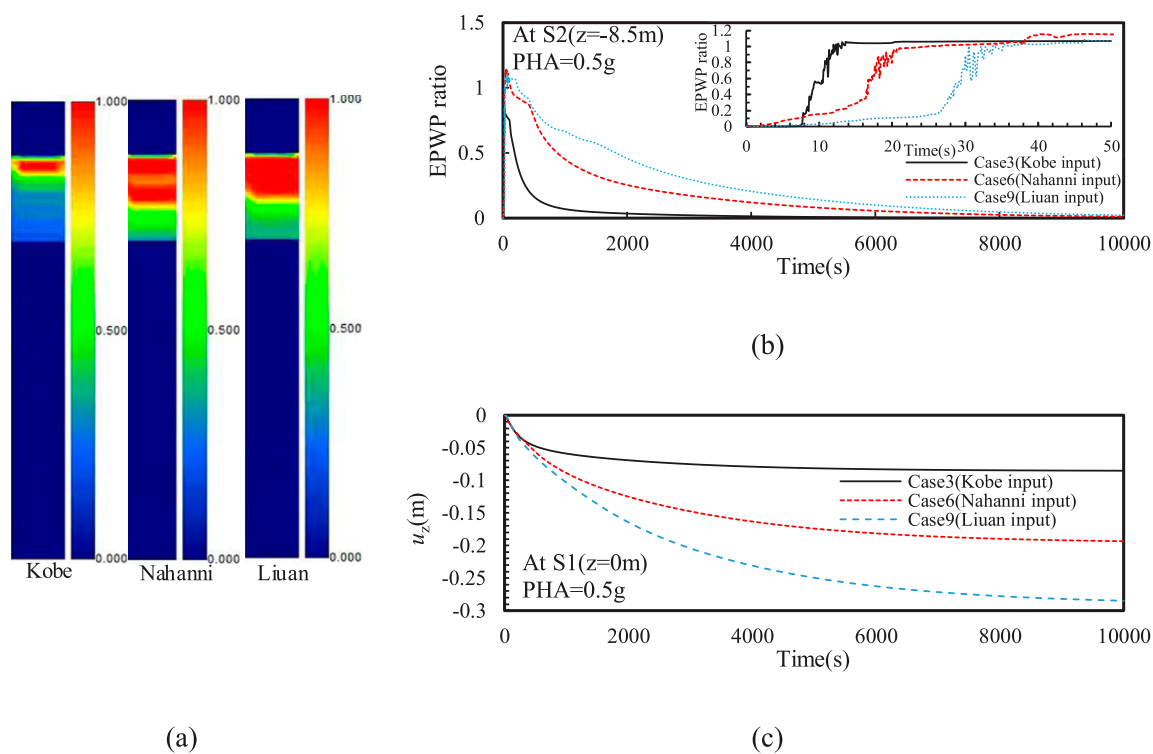 1.000
1.000
1.000
0.500
0.500
0.500
0.000
0.000
0.000
Kobe
Nahanni
Liuan
(a)
1.5
1
0.5
0
EPWP ratio
At S2(z=-8.5m)
PHA=0.5g
1.2
1
0.8
0.6
0.4
0.2
0
EPWP ratio
0
10
20
30
40
50
Time(s)
Case3(Kobe input)
Case6(Nahanni input)
Case9(Liuan input)
0
2000
4000
6000
8000
10000
Time(s)
(b)
0
-0.05
-0.1
-0.15
-0.2
-0.25
-0.3
uz(m)
Case3(Kobe input)
Case6(Nahanni input)
Case9(Liuan input)
At S1(z=0m)
PHA=0.5g
0
2000
4000
6000
8000
10000
Time(s)
(c)